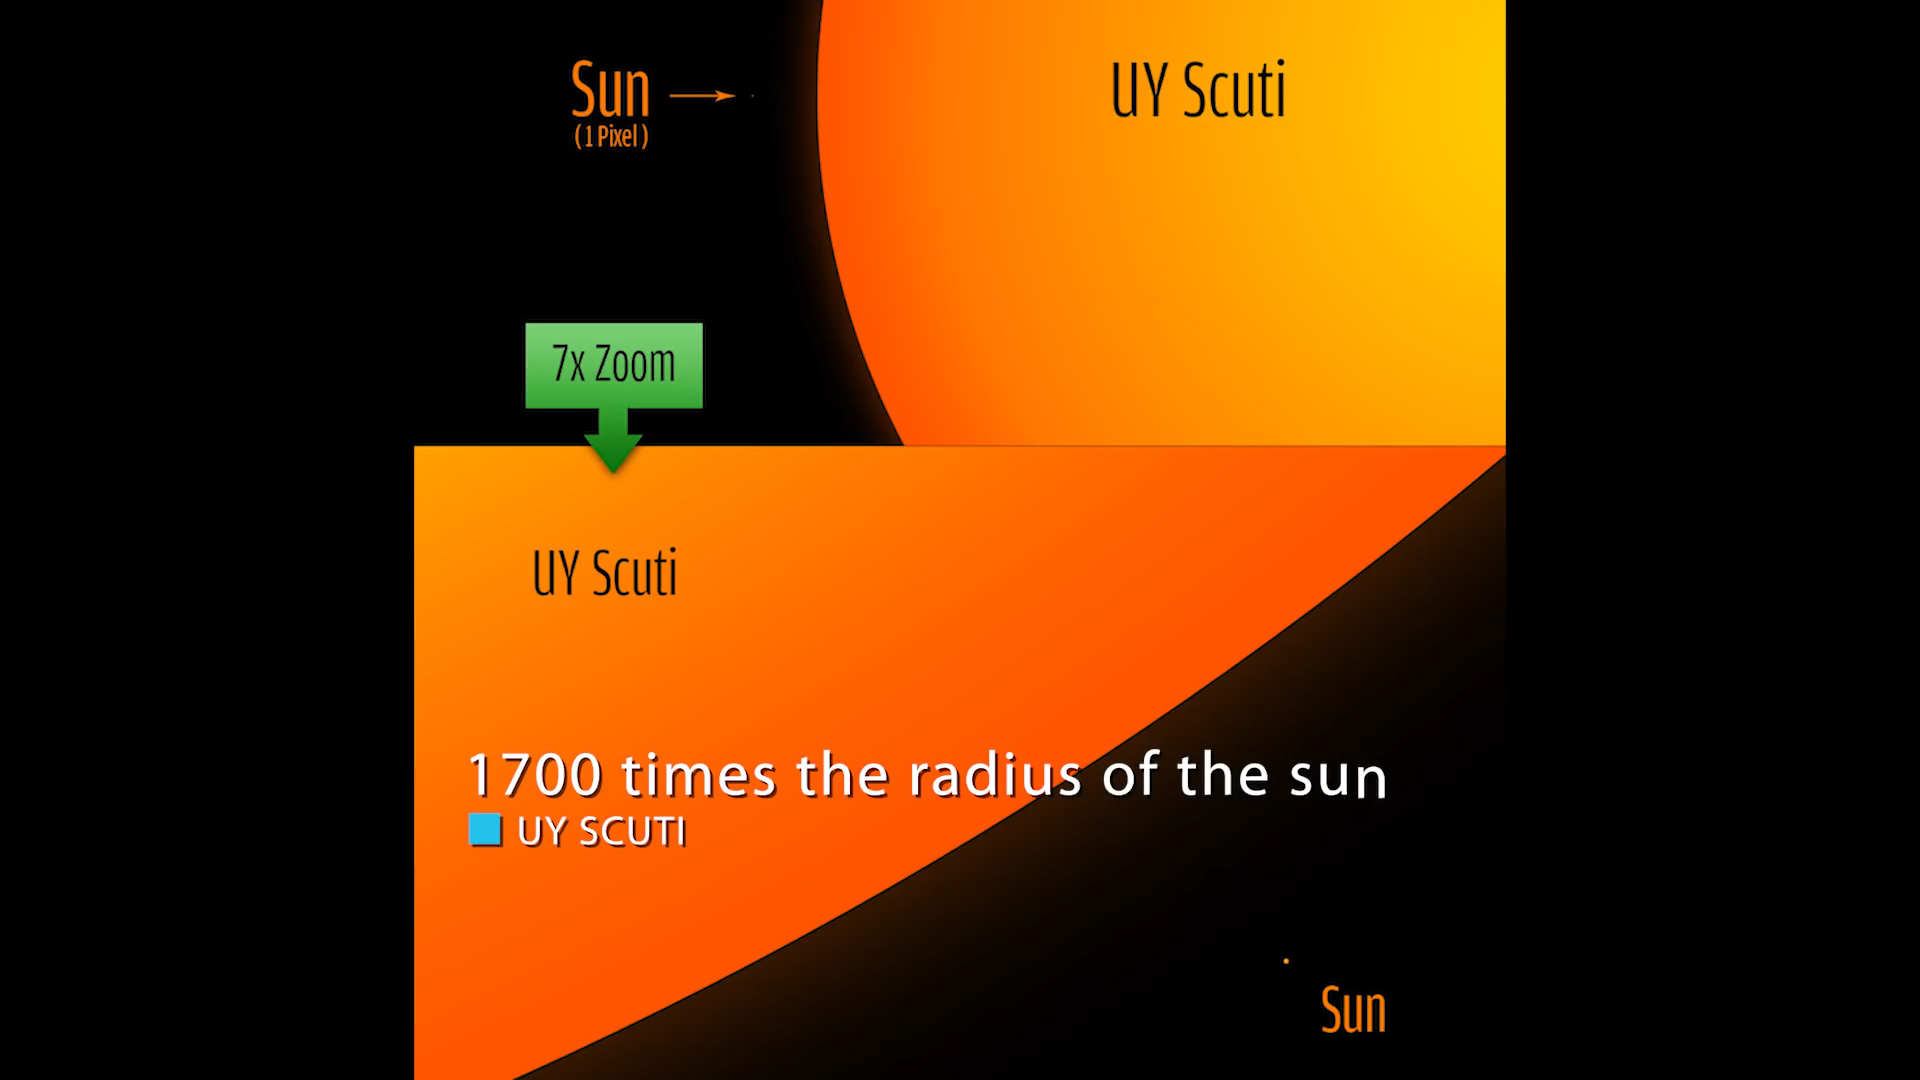 Sun
(1 Pixel)
UY Scuti
7x Zoom
UY Scuti
1700 times the radius of the sun
UY SCUTI
Sun